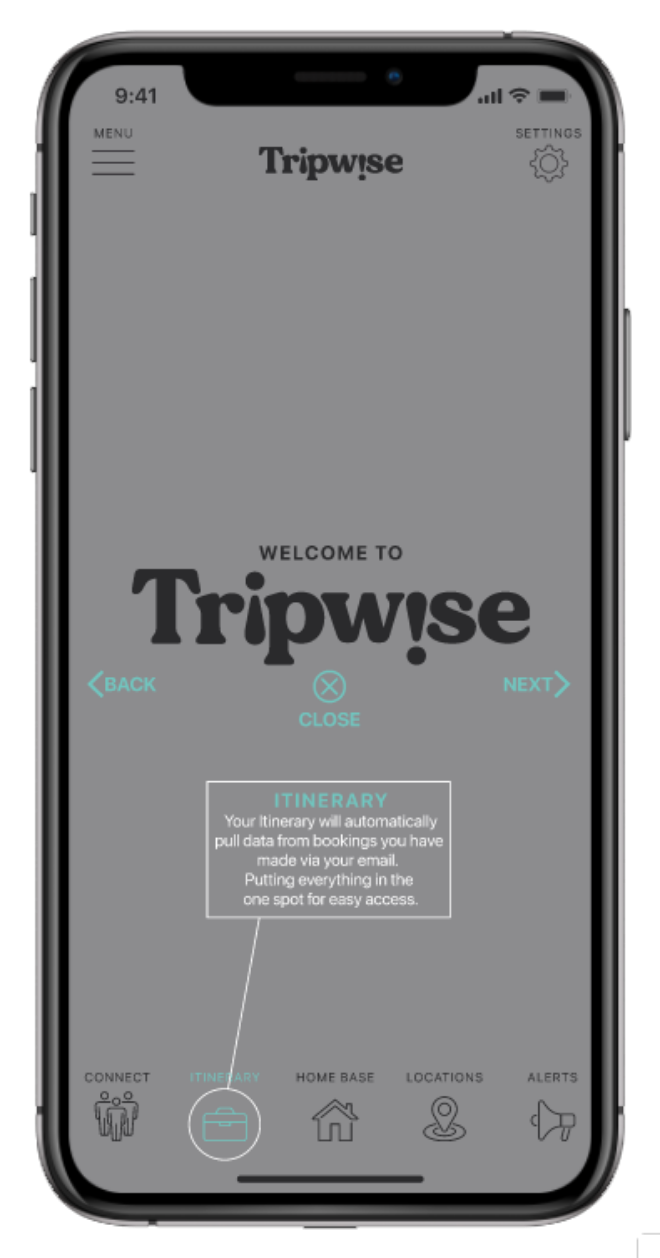 9:41
MENU
SETTINGS
Tripwise
WELCOME TO
Tripwise
BACK
NEXT
CLOSE
ITINERARY
Your Itinerary will automatically
pull data from bookings you have
made via your email.
Putting everything in the
one spot for easy access.
CONNECT
ITINERARY
HOME BASE
LOCATIONS
ALERTS